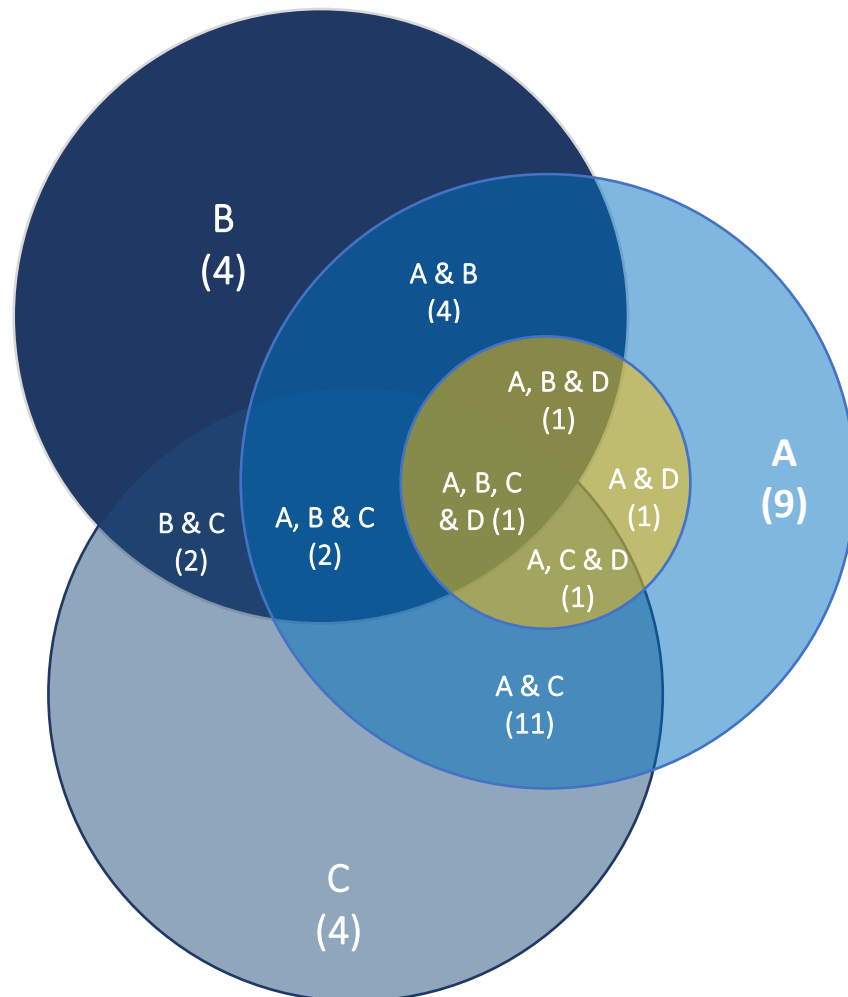 B
(4)
A & B
(4)
A, B & D
(1)
A
(9)
A, B, C
& D (1)
A & D
(1)
B & C
(2)
A, B & C
(2)
A, C & D
(1)
A & C
(11)
C
(4)